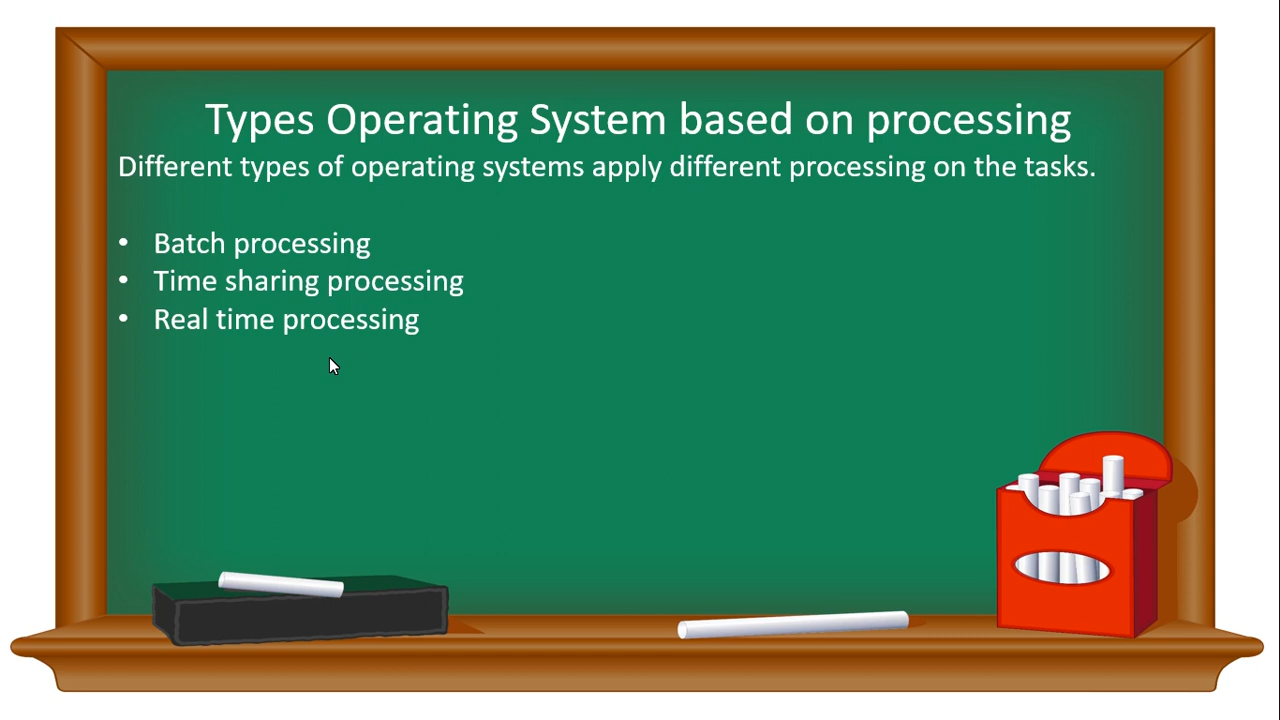 Types Operating System based on processing
Different types of operating systems apply different processing on the tasks.
• Batch processing
• Time sharing processing
• Real time processing